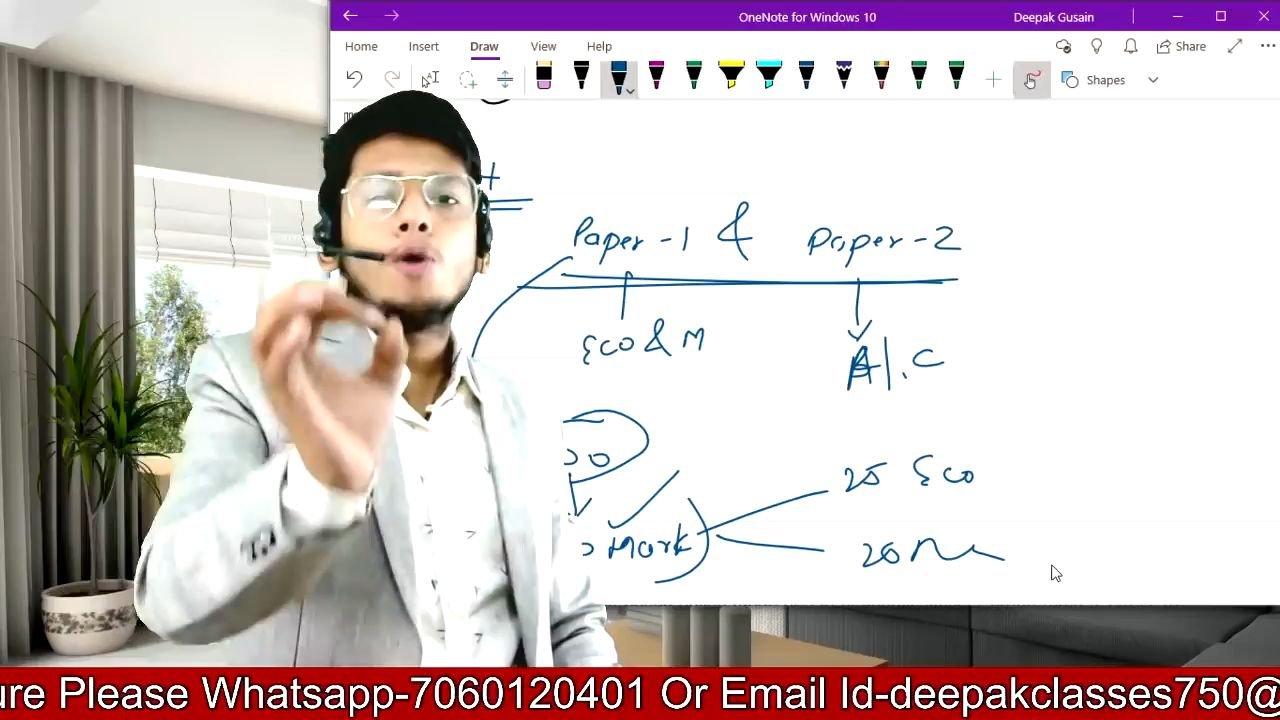 OneNote for Windows 10
Deepak Gusain
Home Insert Draw View Help
Share
Shapes
+
Paper-1 & Paper-2
Eco & M
A|.C
25 Eco
Mark
ure Please Whatsapp-7060120401 Or Email Id-deepakclasses750@